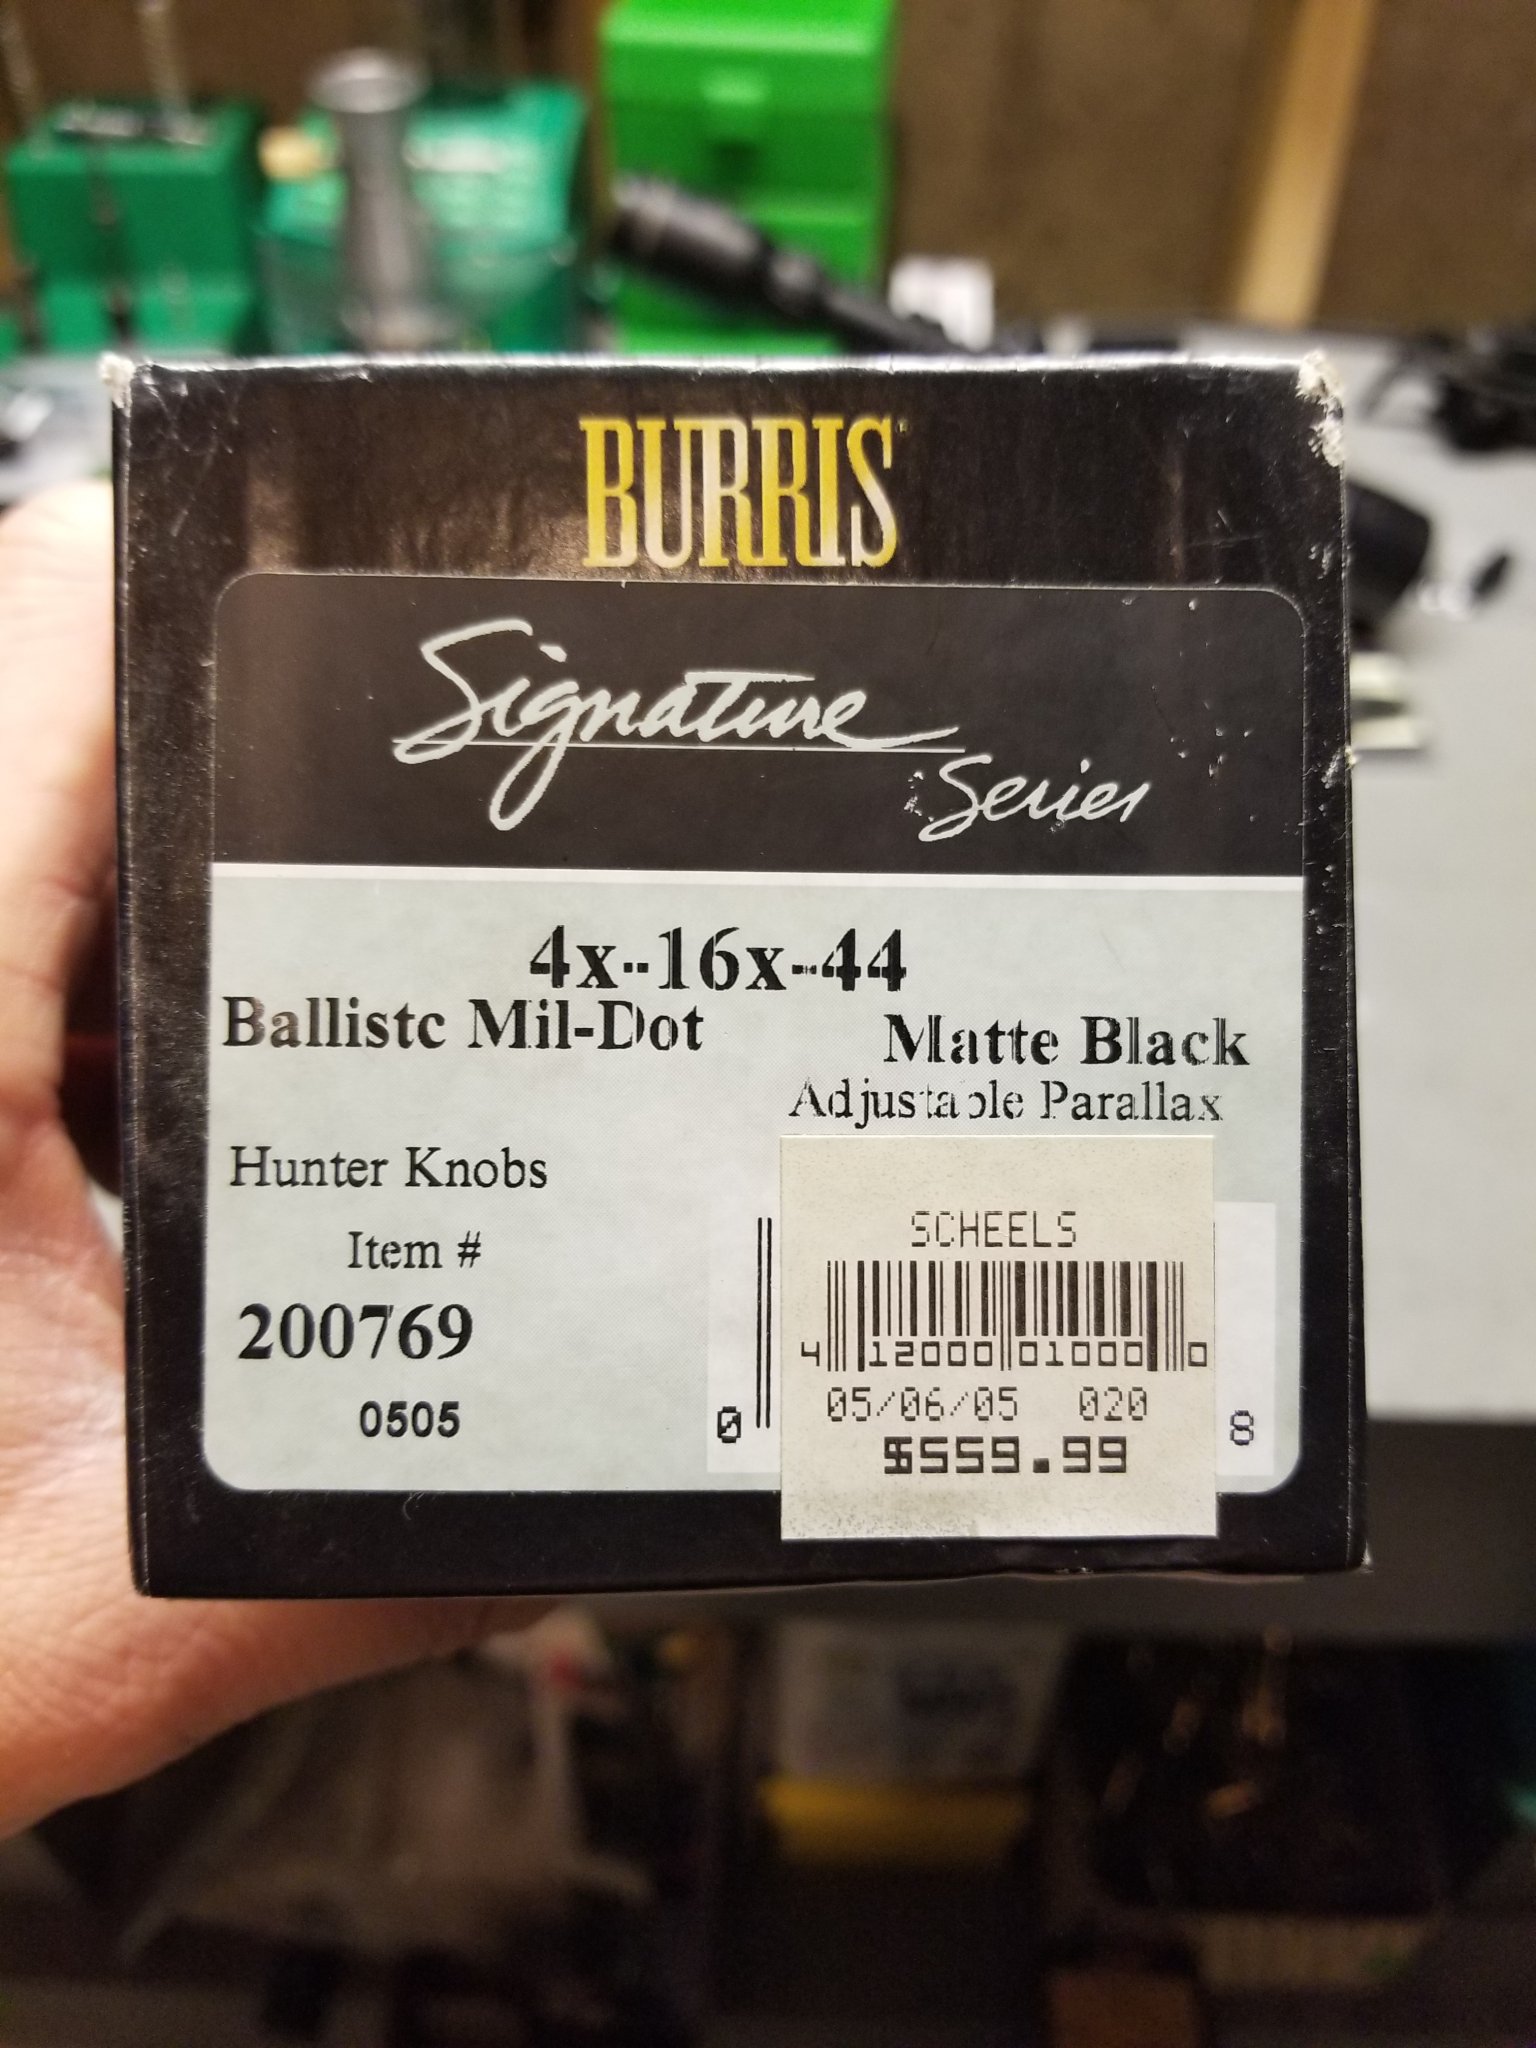 BURRIS
Signature
Series
4x-16x-44
Ballistc Mil-Dot
Matte Black
Adjustable Parallax
Hunter Knobs
Item #
200769
0505
0
8
SCHEELS
4 12000 01000 0
05/06/05 020
$559.99